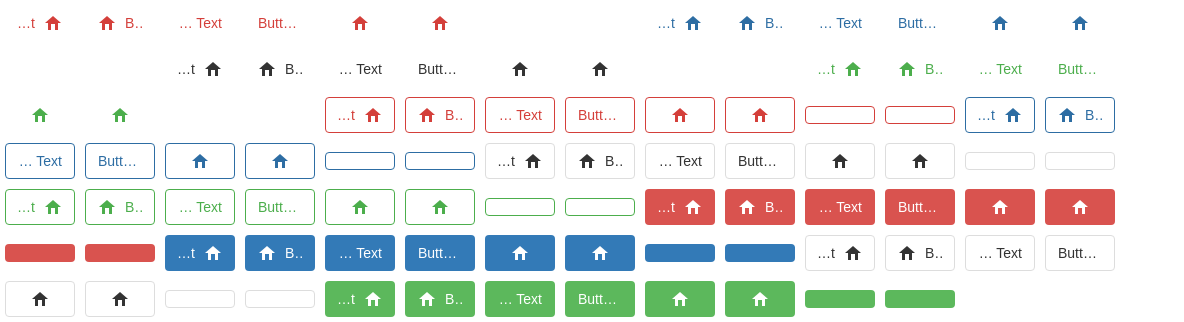 …t B.. … Text Butt… …t B.. … Text Butt…
…t B.. … Text Butt… …t B.. … Text Butt…
…t B.. … Text Butt… …t B..
… Text Butt… …t B.. … Text Butt…
…t B.. … Text Butt… …t B.. … Text Butt…
…t B.. … Text Butt… …t B.. … Text Butt…
…t B.. … Text Butt…